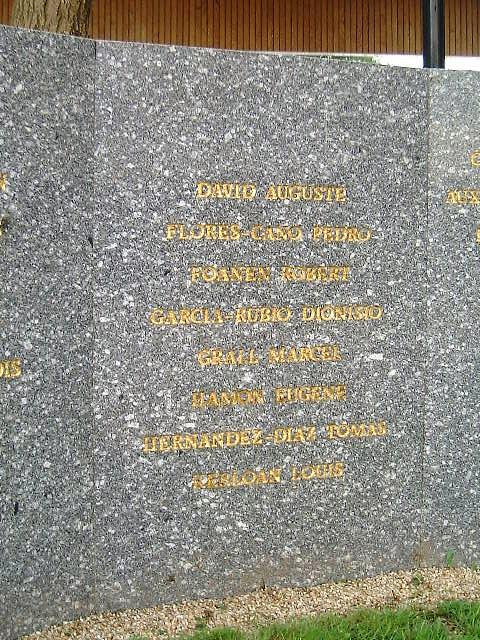 DAVID AUGUSTE
FLORES-CANO PEDRO
FOANEN ROBERT
GARCIA-RUBIO DIONISIO
GRALL MARCEL
HAMON EUGENE
HERNANDEZ-DIAZ TOMAS
KERLOAN LOUIS